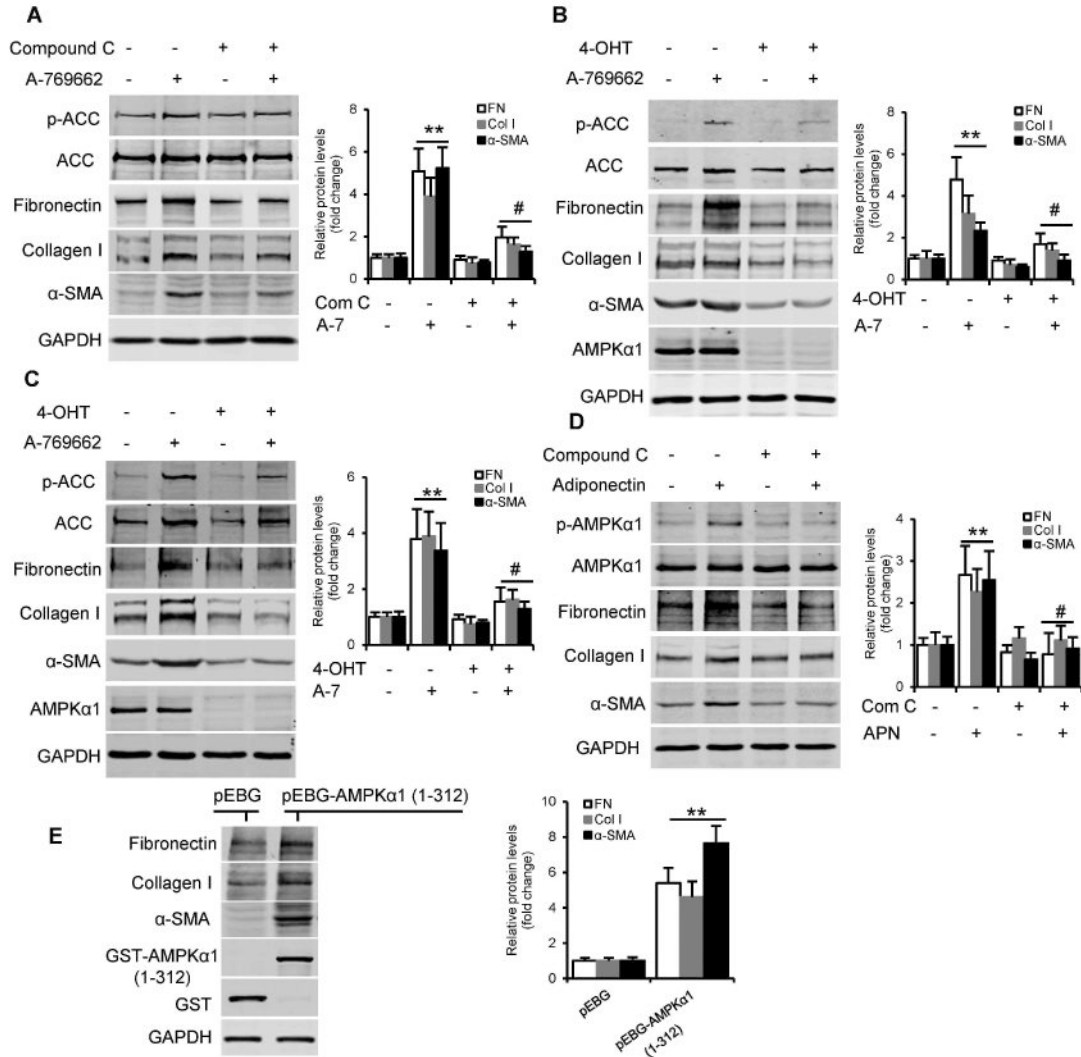 A
Compound C - - + +
A-769662 - + - +
p-ACC
ACC
Fibronectin
Collagen I
α-SMA
GAPDH
Relative protein levels
(fold change)
8
6
4
2
0
FN
Col I
α-SMA
**
#
Com C - - + +
A-7 - + - +
B
4-OHT - - + +
A-769662 - + - +
p-ACC
ACC
Fibronectin
Collagen I
α-SMA
AMPKα1
GAPDH
Relative protein levels
(fold change)
8
6
4
2
0
FN
Col I
α-SMA
**
#
4-OHT - - + +
A-7 - + - +
C
4-OHT - - + +
A-769662 - + - +
p-ACC
ACC
Fibronectin
Collagen I
α-SMA
AMPKα1
GAPDH
Relative protein levels
(fold change)
8
6
4
2
0
FN
Col I
α-SMA
**
#
4-OHT - - + +
A-7 - + - +
D
Compound C - - + +
Adiponectin - + - +
p-AMPKα1
AMPKα1
Fibronectin
Collagen I
α-SMA
GAPDH
Relative protein levels
(fold change)
4
3
2
1
0
FN
Col I
α-SMA
**
#
Com C - - + +
APN - + - +
E
pEBG pEBG-AMPKα1 (1-312)
Fibronectin
Collagen I
α-SMA
GST-AMPKα1
(1-312)
GST
GAPDH
Relative protein levels
(fold change)
10
8
6
4
2
0
FN
Col I
α-SMA
**
pEBG
pEBG-AMPKα1
(1-312)